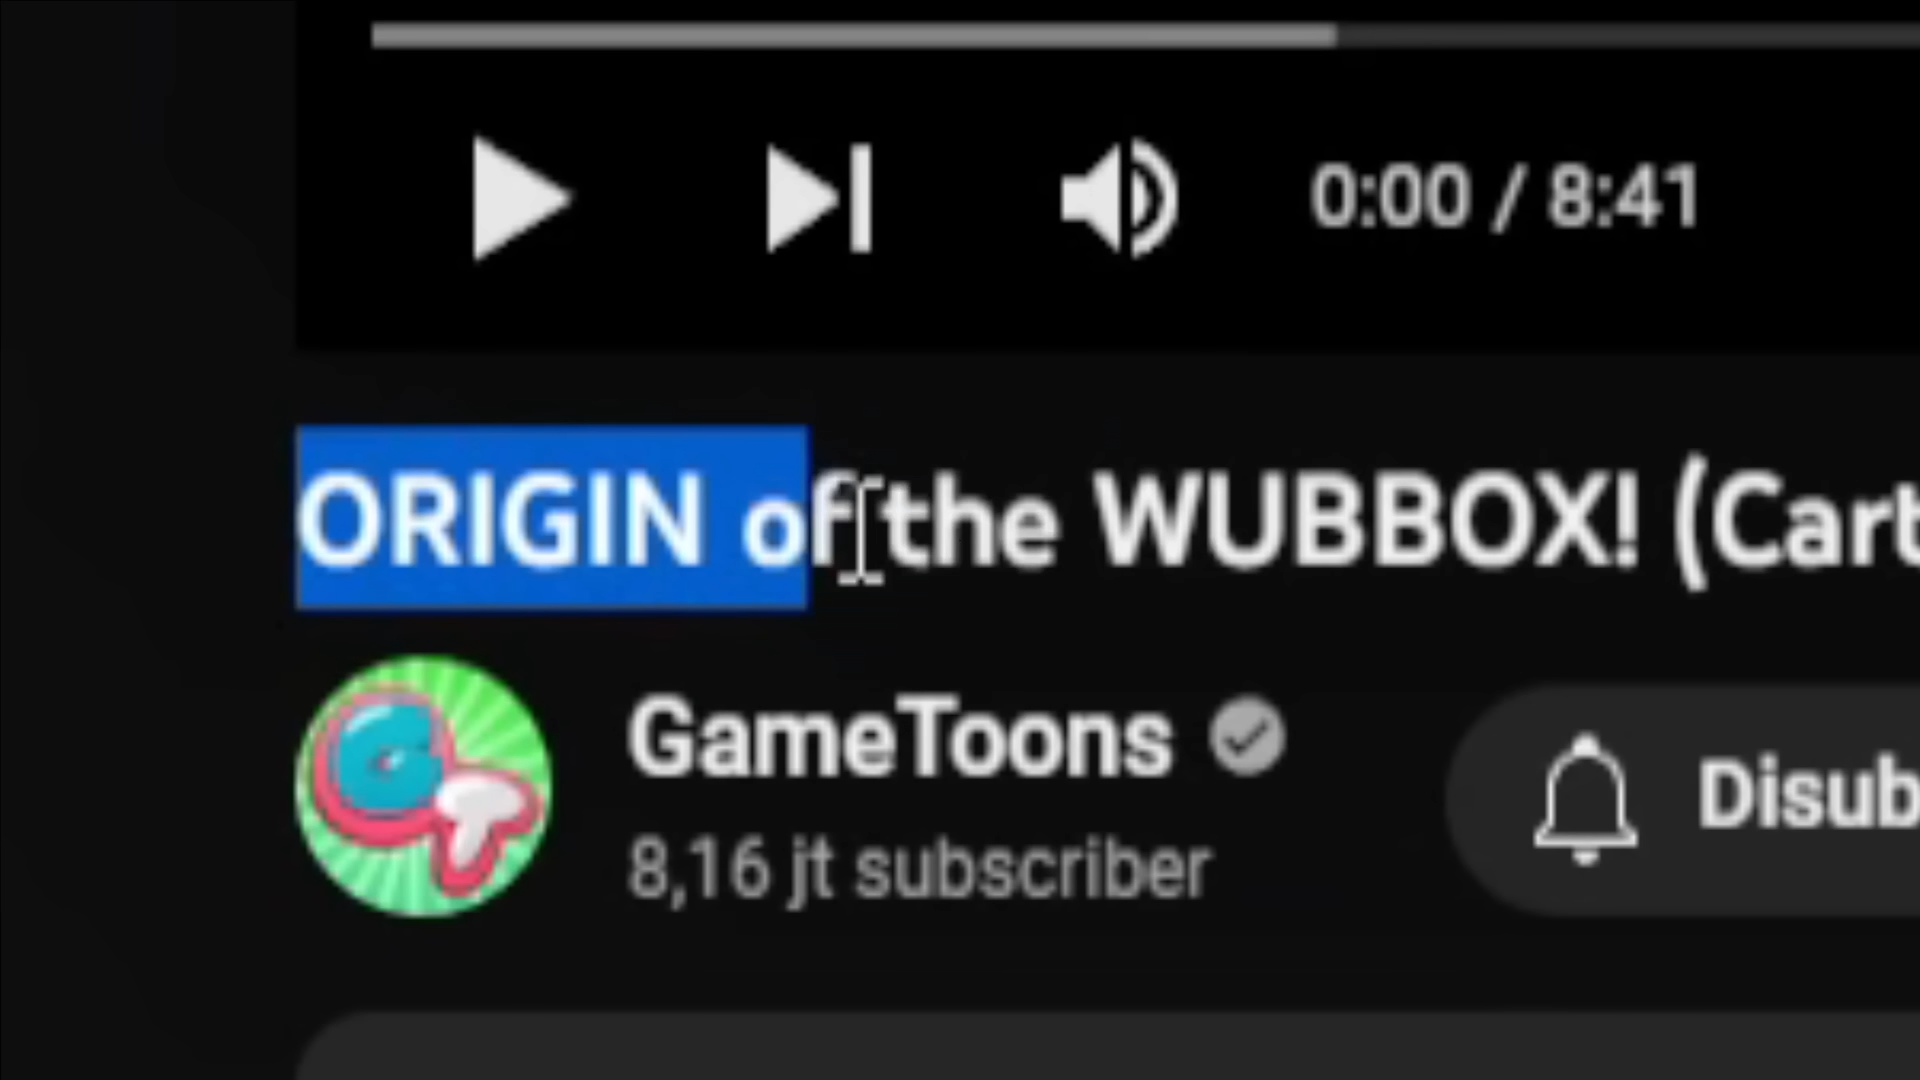 0:00 / 8:41
ORIGIN of the WUBBOX! (Cart
GameToons
8,16 jt subscriber
Disub